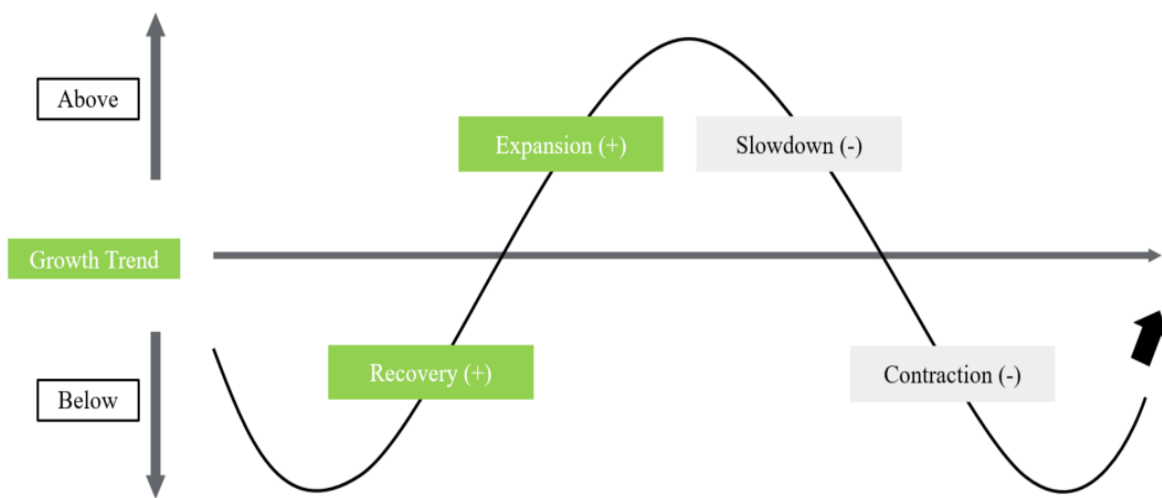 Above
Expansion (+)
Slowdown (-)
Growth Trend
Recovery (+)
Contraction (-)
Below